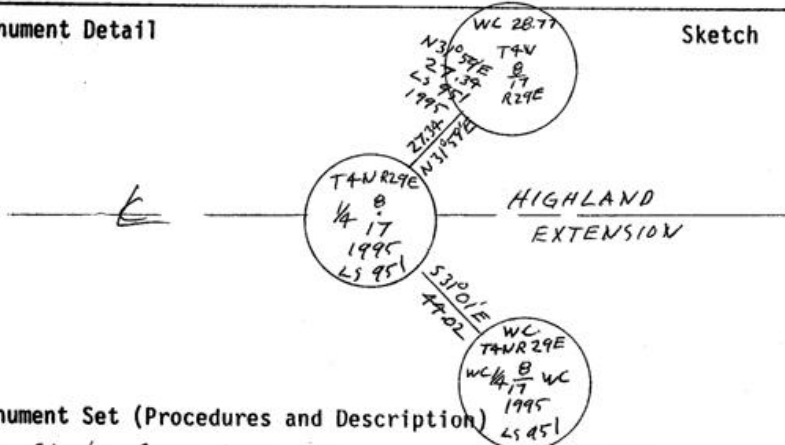 nument Detail
Sketch
WC 28.77
T4N
8
17
R29E
N31°59'E
27.34
LS 951
1995
27.34
N31°59'E
T4N R29E
1/4 8
17
1995
LS 951
HIGHLAND
EXTENSION
S31°01'E
44.02
WC
T4N R29E
WC 1/4 8 WC
17
1995
LS 951
nument Set (Procedures and Description)